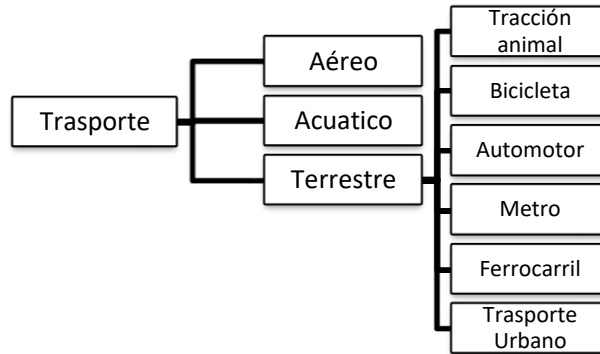 Trasporte
Aéreo
Acuatico
Terrestre
Tracción
animal
Bicicleta
Automotor
Metro
Ferrocarril
Trasporte
Urbano